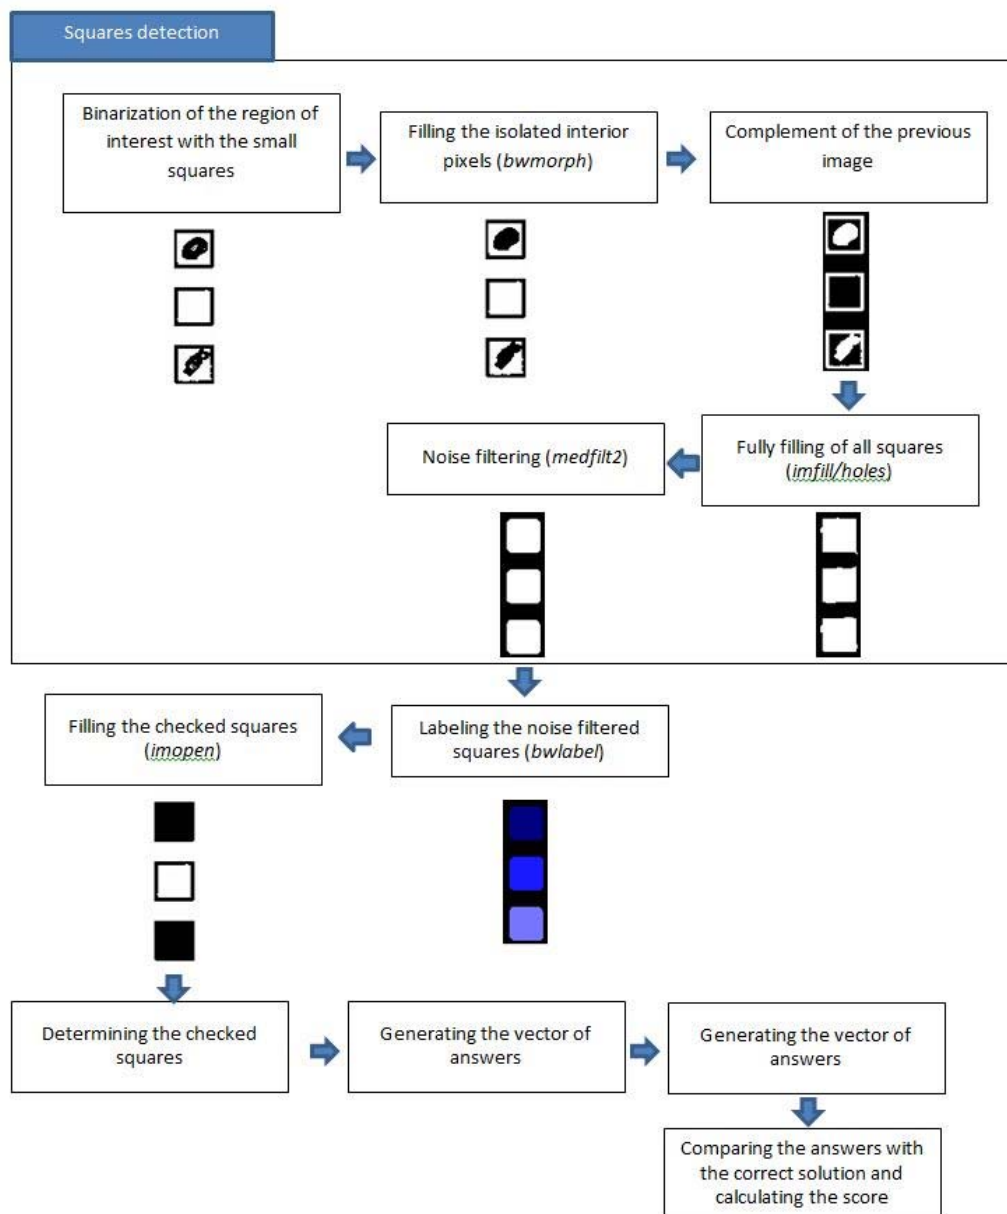 Squares detection
Binarization of the region of
interest with the small
squares
Filling the isolated interior
pixels (bwmorph)
Complement of the previous
image
Fully filling of all squares
(imfill/holes)
Noise filtering (medfilt2)
Labeling the noise filtered
squares (bwlabel)
Filling the checked squares
(imopen)
Determining the checked
squares
Generating the vector of
answers
Generating the vector of
answers
Comparing the answers with
the correct solution and
calculating the score